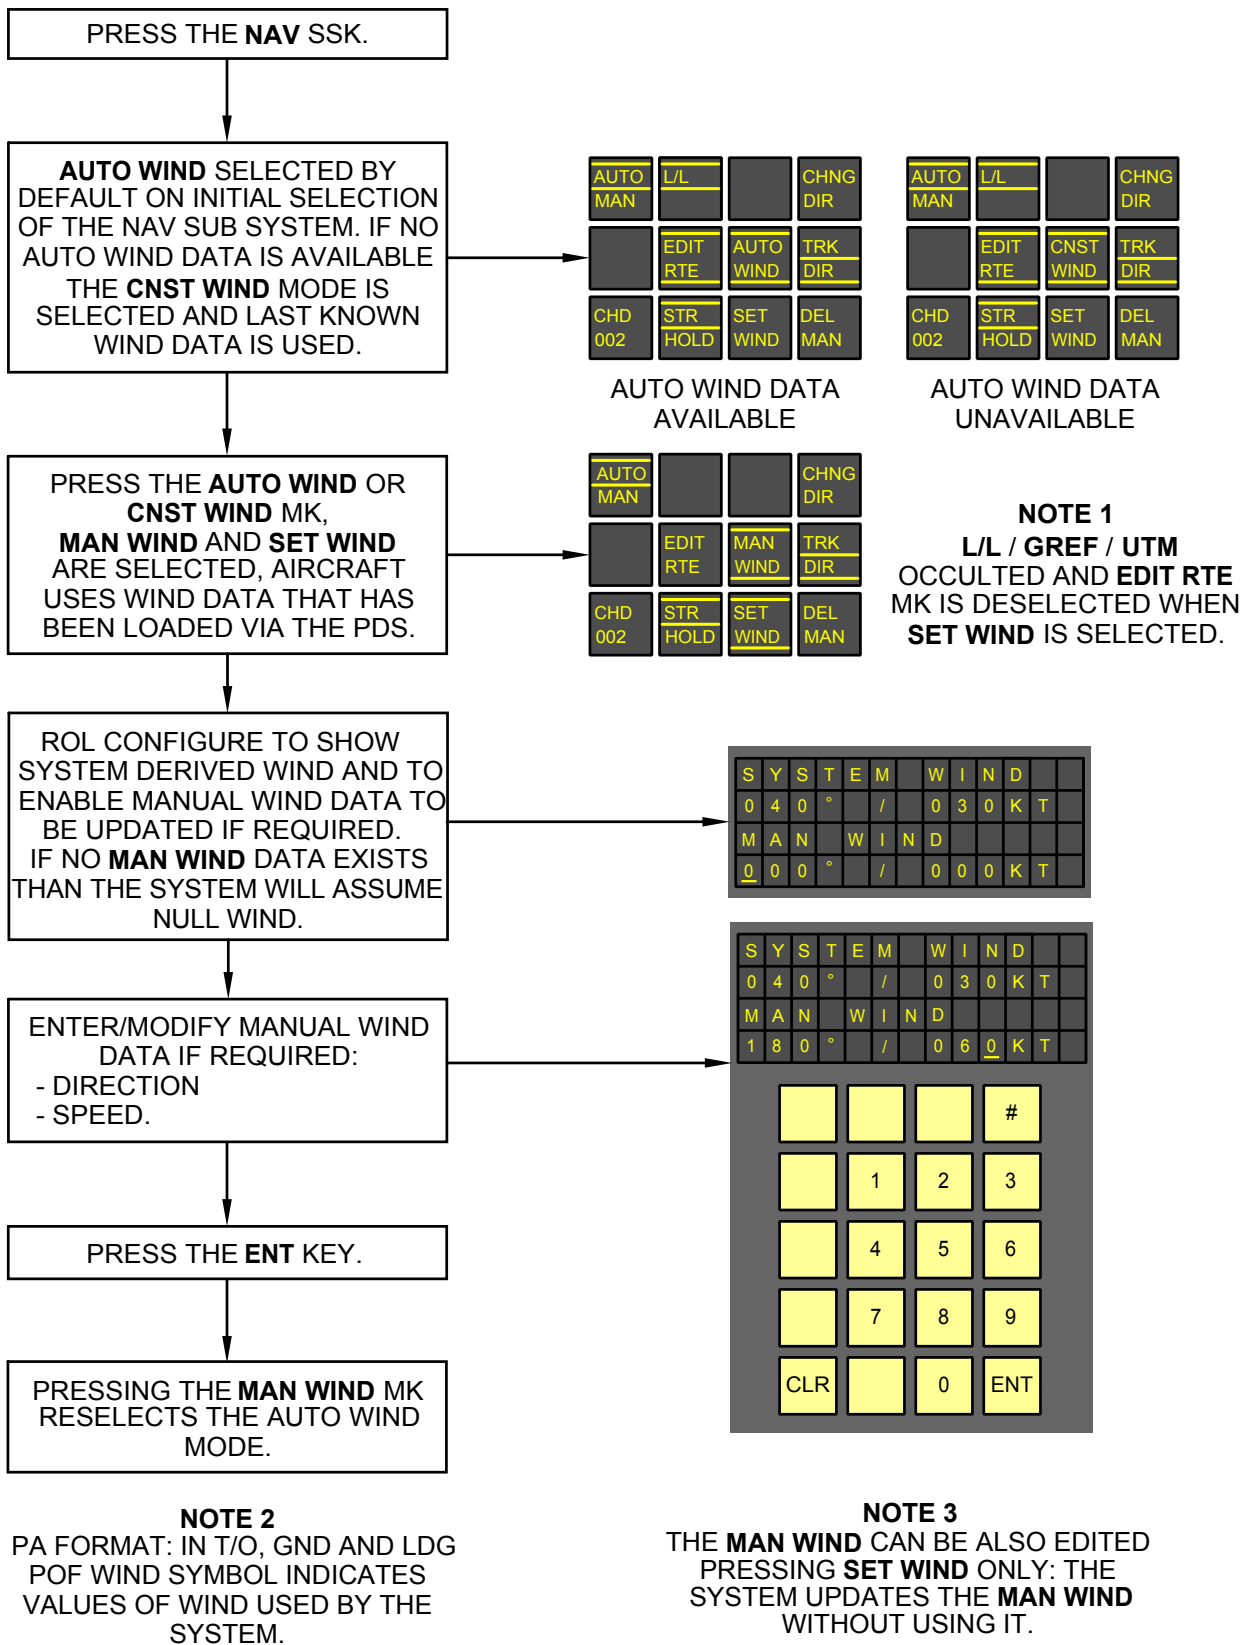 PRESS THE NAV SSK.
AUTO WIND SELECTED BY
DEFAULT ON INITIAL SELECTION
OF THE NAV SUB SYSTEM. IF NO
AUTO WIND DATA IS AVAILABLE
THE CNST WIND MODE IS
SELECTED AND LAST KNOWN
WIND DATA IS USED.
AUTO L/L CHNG
MAN DIR
EDIT AUTO TRK
RTE WIND DIR
CHD STR SET DEL
002 HOLD WIND MAN
AUTO WIND DATA
AVAILABLE
AUTO L/L CHNG
MAN DIR
EDIT CNST TRK
RTE WIND DIR
CHD STR SET DEL
002 HOLD WIND MAN
AUTO WIND DATA
UNAVAILABLE
PRESS THE AUTO WIND OR
CNST WIND MK,
MAN WIND AND SET WIND
ARE SELECTED, AIRCRAFT
USES WIND DATA THAT HAS
BEEN LOADED VIA THE PDS.
AUTO CHNG
MAN DIR
EDIT MAN TRK
RTE WIND DIR
CHD STR SET DEL
002 HOLD WIND MAN
NOTE 1
L/L / GREF / UTM
OCCULTED AND EDIT RTE
MK IS DESELECTED WHEN
SET WIND IS SELECTED.
ROL CONFIGURE TO SHOW
SYSTEM DERIVED WIND AND TO
ENABLE MANUAL WIND DATA TO
BE UPDATED IF REQUIRED.
IF NO MAN WIND DATA EXISTS
THAN THE SYSTEM WILL ASSUME
NULL WIND.
SYSTEM WIND
040° / 030KT
MAN WIND
000° / 000KT
ENTER/MODIFY MANUAL WIND
DATA IF REQUIRED:
- DIRECTION
- SPEED.
SYSTEM WIND
040° / 030KT
MAN WIND
180° / 060KT
#
1 2 3
4 5 6
7 8 9
CLR 0 ENT
PRESS THE ENT KEY.
PRESSING THE MAN WIND MK
RESELECTS THE AUTO WIND
MODE.
NOTE 2
PA FORMAT: IN T/O, GND AND LDG
POF WIND SYMBOL INDICATES
VALUES OF WIND USED BY THE
SYSTEM.
NOTE 3
THE MAN WIND CAN BE ALSO EDITED
PRESSING SET WIND ONLY: THE
SYSTEM UPDATES THE MAN WIND
WITHOUT USING IT.